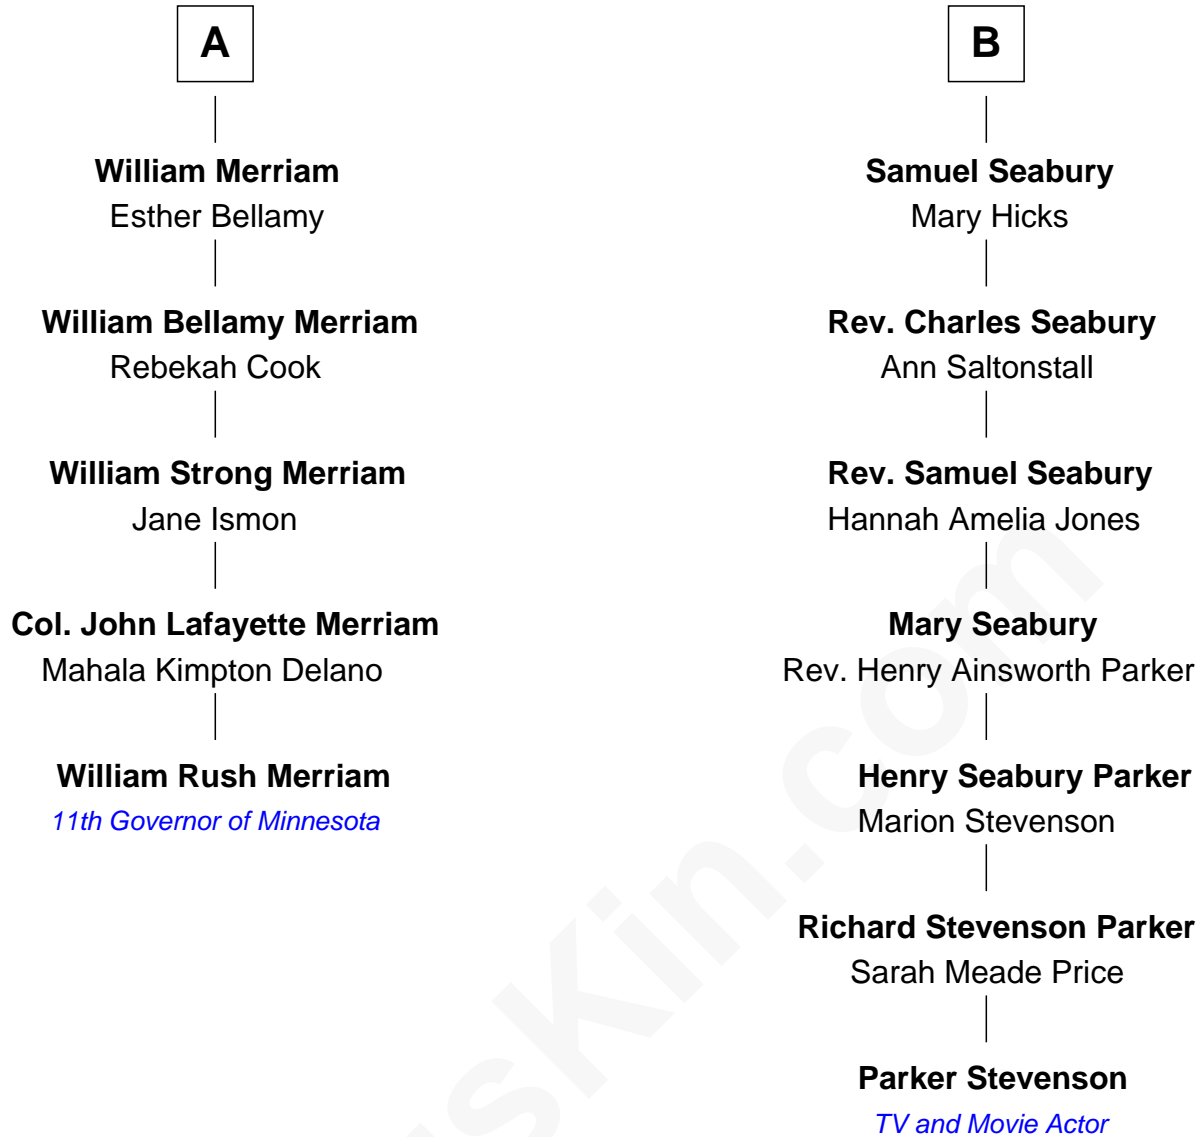 A
William Merriam
Esther Bellamy
William Bellamy Merriam
Rebekah Cook
William Strong Merriam
Jane Ismon
Col. John Lafayette Merriam
Mahala Kimpton Delano
William Rush Merriam
11th Governor of Minnesota
B
Samuel Seabury
Mary Hicks
Rev. Charles Seabury
Ann Saltonstall
Rev. Samuel Seabury
Hannah Amelia Jones
Mary Seabury
Rev. Henry Ainsworth Parker
Henry Seabury Parker
Marion Stevenson
Richard Stevenson Parker
Sarah Meade Price
Parker Stevenson
TV and Movie Actor
sKin.com